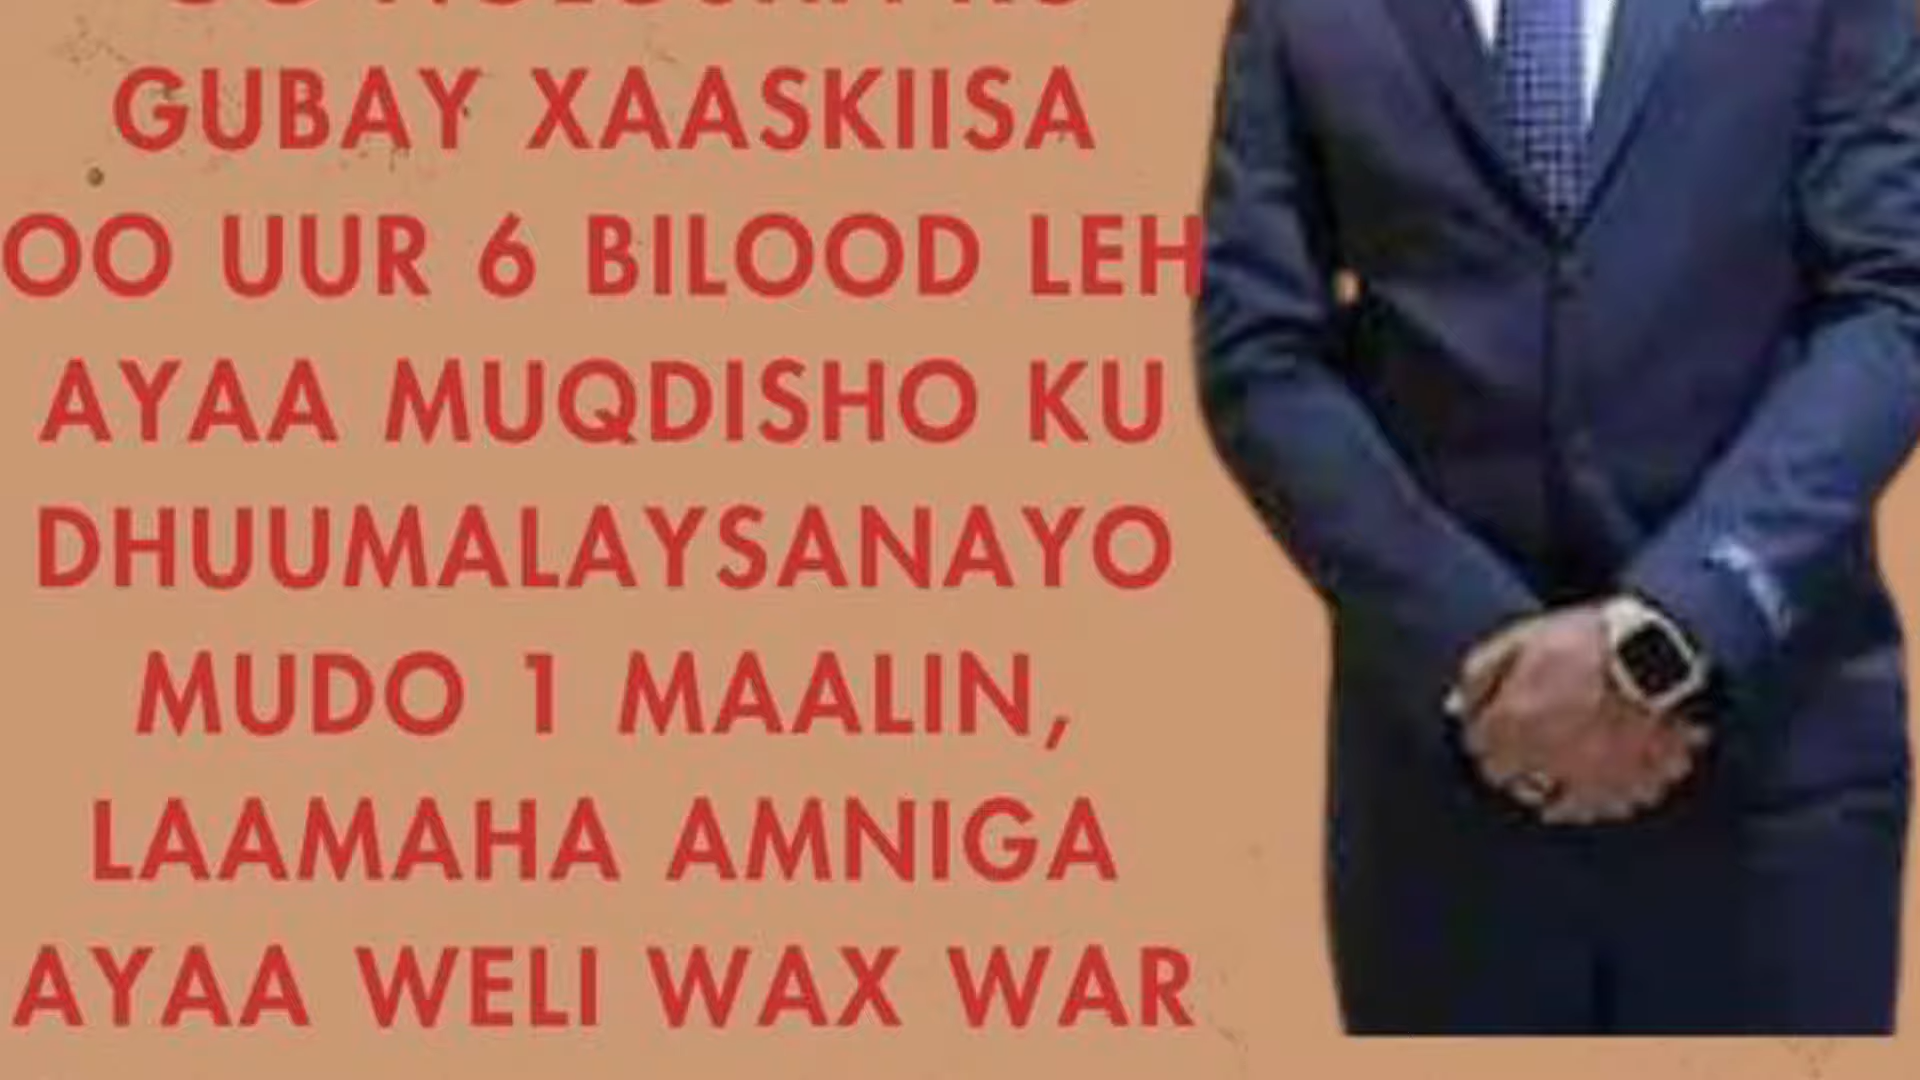 GUBAY XAASKIISA
OO UUR 6 BILOOD LEH
AYAA MUQDISHO KU
DHUUMALAYSANAYO
MUDO 1 MAALIN,
LAAMAHA AMNIGA
AYAA WELI WAX WAR